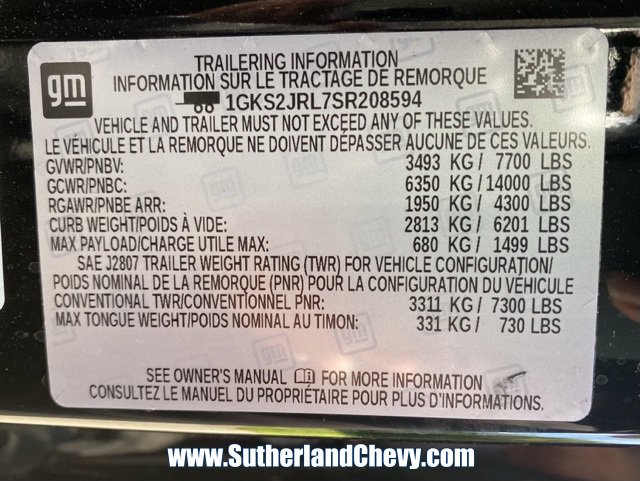 gm
TRAILERING INFORMATION
INFORMATION SUR LE TRACTAGE DE REMORQUE
1GKS2JRL7SR208594
VEHICLE AND TRAILER MUST NOT EXCEED ANY OF THESE VALUES.
LE VÉHICULE ET LA REMORQUE NE DOIVENT DÉPASSER AUCUNE DE CES VALEURS.
GVWR/PNBV: 3493 KG / 7700 LBS
GCWR/PNBC: 6350 KG / 14000 LBS
RGAWR/PNBE ARR: 1950 KG / 4300 LBS
CURB WEIGHT/POIDS À VIDE: 2813 KG / 6201 LBS
MAX PAYLOAD/CHARGE UTILE MAX: 680 KG / 1499 LBS
SAE J2807 TRAILER WEIGHT RATING (TWR) FOR VEHICLE CONFIGURATION/
POIDS NOMINAL DE LA REMORQUE (PNR) POUR LA CONFIGURATION DU VÉHICULE
CONVENTIONAL TWR/CONVENTIONNEL PNR: 3311 KG / 7300 LBS
MAX TONGUE WEIGHT/POIDS NOMINAL AU TIMON: 331 KG / 730 LBS
SEE OWNER'S MANUAL FOR MORE INFORMATION
CONSULTEZ LE MANUEL DU PROPRIÉTAIRE POUR PLUS D'INFORMATIONS.
www.SutherlandChevy.com